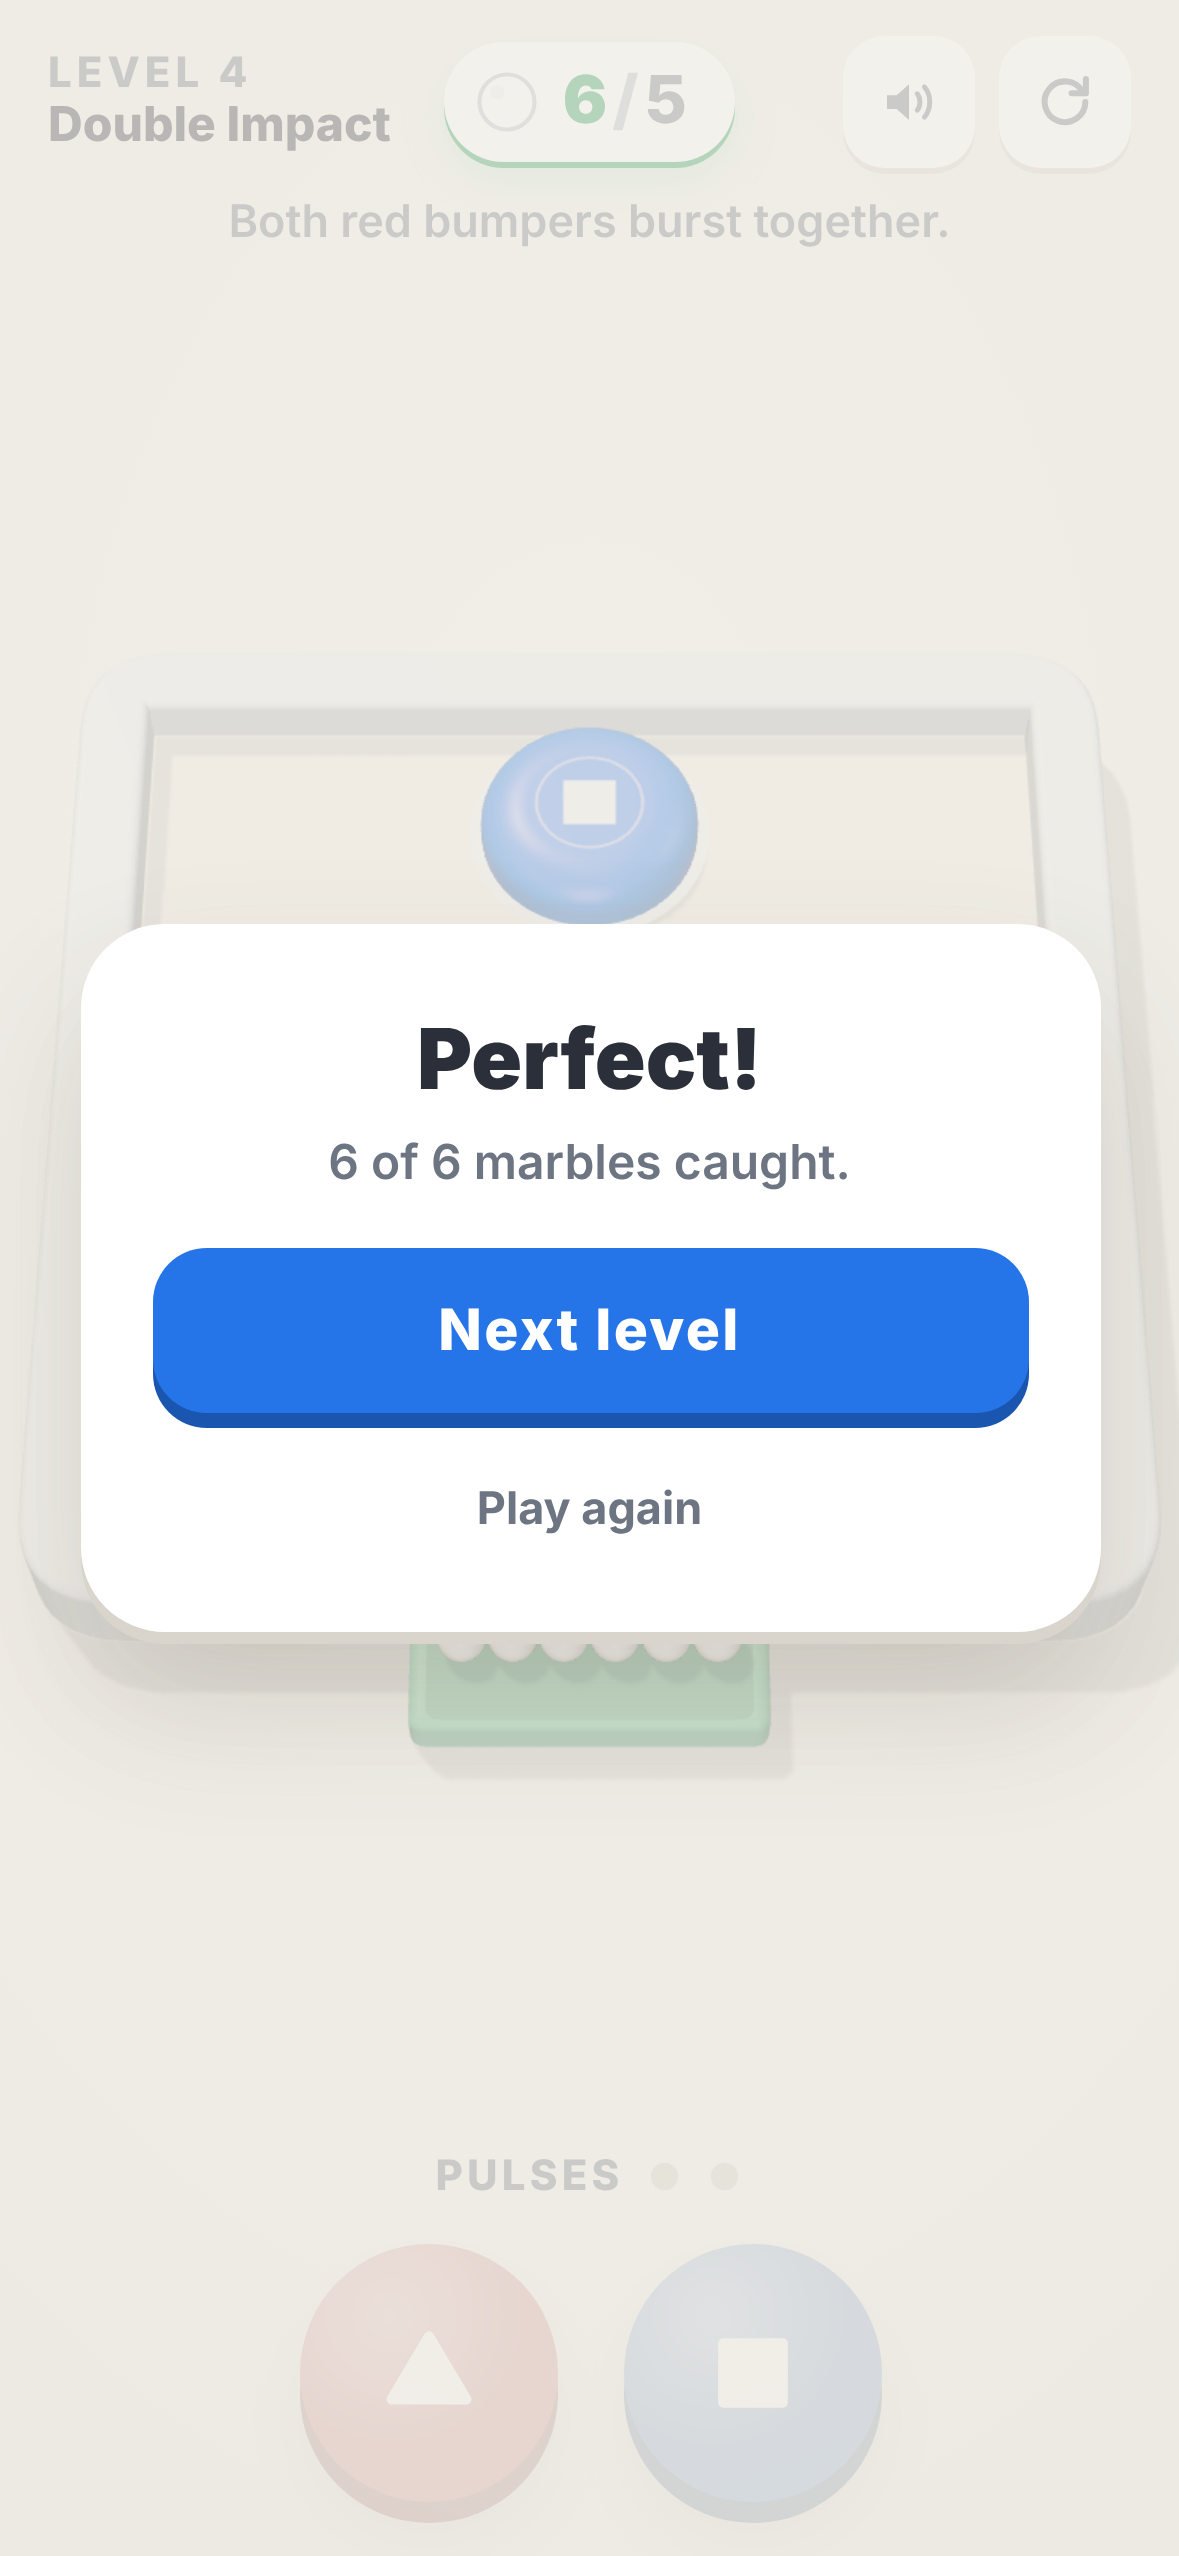 LEVEL 4
Double Impact
6/5
Both red bumpers burst together.
Perfect!
6 of 6 marbles caught.
Next level
Play again
PULSES